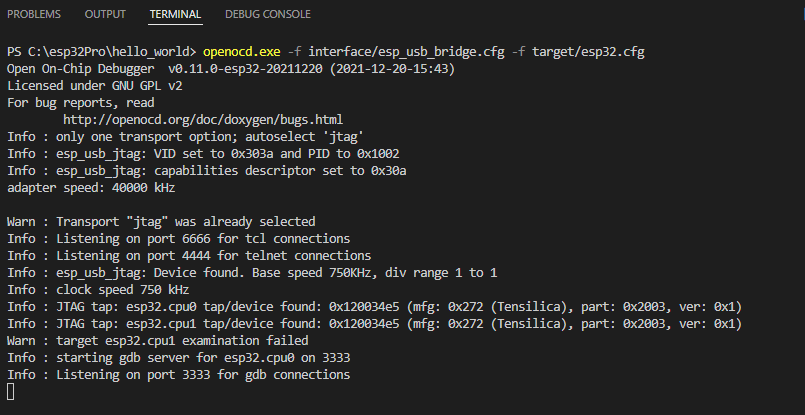 PROBLEMS OUTPUT TERMINAL DEBUG CONSOLE
PS C:\esp32Pro\hello_world> openocd.exe -f interface/esp_usb_bridge.cfg -f target/esp32.cfg
Open On-Chip Debugger  v0.11.0-esp32-20211220 (2021-12-20-15:43)
Licensed under GNU GPL v2
For bug reports, read
        http://openocd.org/doc/doxygen/bugs.html
Info : only one transport option; autoselect 'jtag'
Info : esp_usb_jtag: VID set to 0x303a and PID to 0x1002
Info : esp_usb_jtag: capabilities descriptor set to 0x30a
adapter speed: 40000 kHz
Warn : Transport "jtag" was already selected
Info : Listening on port 6666 for tcl connections
Info : Listening on port 4444 for telnet connections
Info : esp_usb_jtag: Device found. Base speed 750KHz, div range 1 to 1
Info : clock speed 750 kHz
Info : JTAG tap: esp32.cpu0 tap/device found: 0x120034e5 (mfg: 0x272 (Tensilica), part: 0x2003, ver: 0x1)
Info : JTAG tap: esp32.cpu1 tap/device found: 0x120034e5 (mfg: 0x272 (Tensilica), part: 0x2003, ver: 0x1)
Warn : target esp32.cpu1 examination failed
Info : starting gdb server for esp32.cpu0 on 3333
Info : Listening on port 3333 for gdb connections